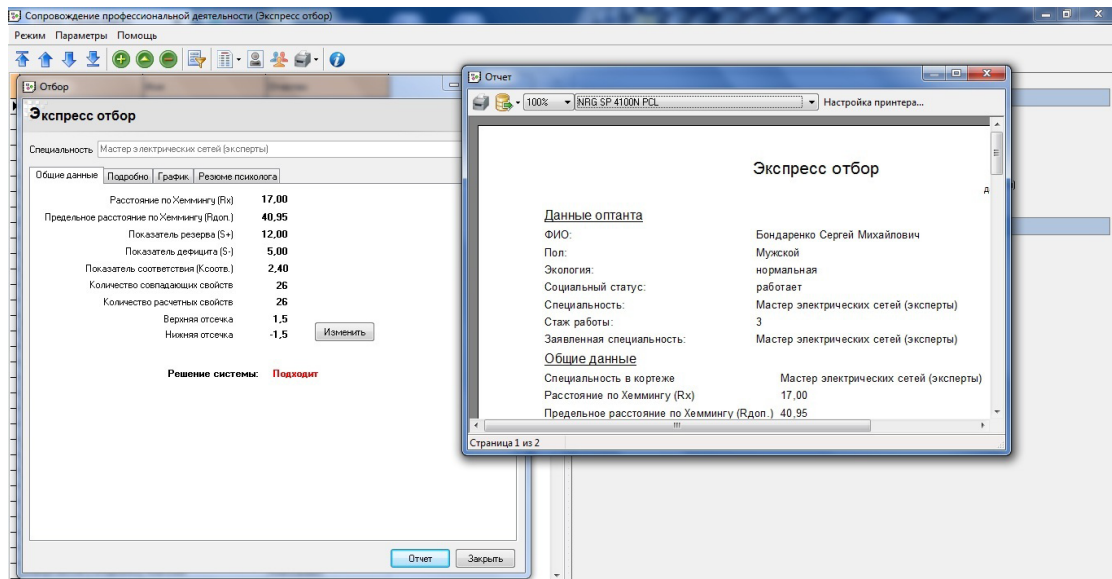 Сопровождение профессиональной деятельности (Экспресс отбор)
Режим Параметры Помощь
Отбор
Экспресс отбор
Специальность Мастер электрических сетей (эксперты)
Общие данные Подробно График Резюме психолога
Расстояние по Хеммингу (Rx) 17,00
Предельное расстояние по Хеммингу (Rдоп.) 40,95
Показатель резерва (S+) 12,00
Показатель дефицита (S-) 5,00
Показатель соответствия (Kсоотв.) 2,40
Количество совпадающих свойств 26
Количество расчетных свойств 26
Верхняя отсечка 1,5
Нижняя отсечка -1,5 Изменить
Решение системы: Подходит
Отчет Закрыть
Отчет
100% NRG SP 4100N PCL Настройка принтера...
Экспресс отбор
Данные оптанта
ФИО: Бондаренко Сергей Михайлович
Пол: Мужской
Экология: нормальная
Социальный статус: работает
Специальность: Мастер электрических сетей (эксперты)
Стаж работы: 3
Заявленная специальность: Мастер электрических сетей (эксперты)
Общие данные
Специальность в кортеже Мастер электрических сетей (эксперты)
Расстояние по Хеммингу (Rx) 17,00
Предельное расстояние по Хеммингу (Rдоп.) 40,95
Страница 1 из 2